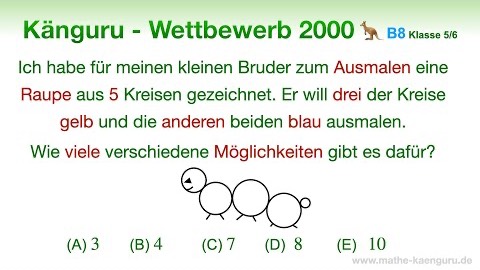 Känguru - Wettbewerb 2000 B8 Klasse 5/6
Ich habe für meinen kleinen Bruder zum Ausmalen eine
Raupe aus 5 Kreisen gezeichnet. Er will drei der Kreise
gelb und die anderen beiden blau ausmalen.
Wie viele verschiedene Möglichkeiten gibt es dafür?
(A) 3 (B) 4 (C) 7 (D) 8 (E) 10
www.mathe-kaenguru.de